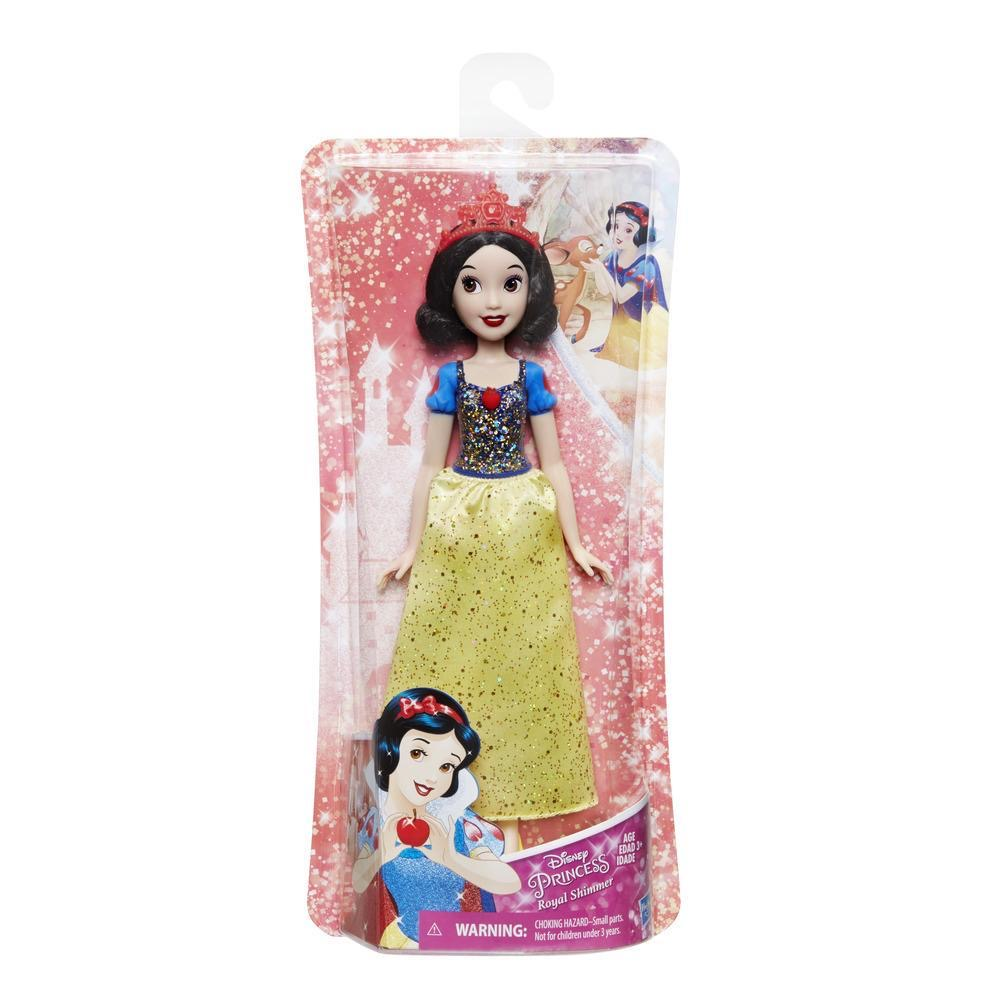 Disney
PRINCESS
Royal Shimmer
AGE
EDAD 3+
IDADE
WARNING:
CHOKING HAZARD–Small parts.
Not for children under 3 years.